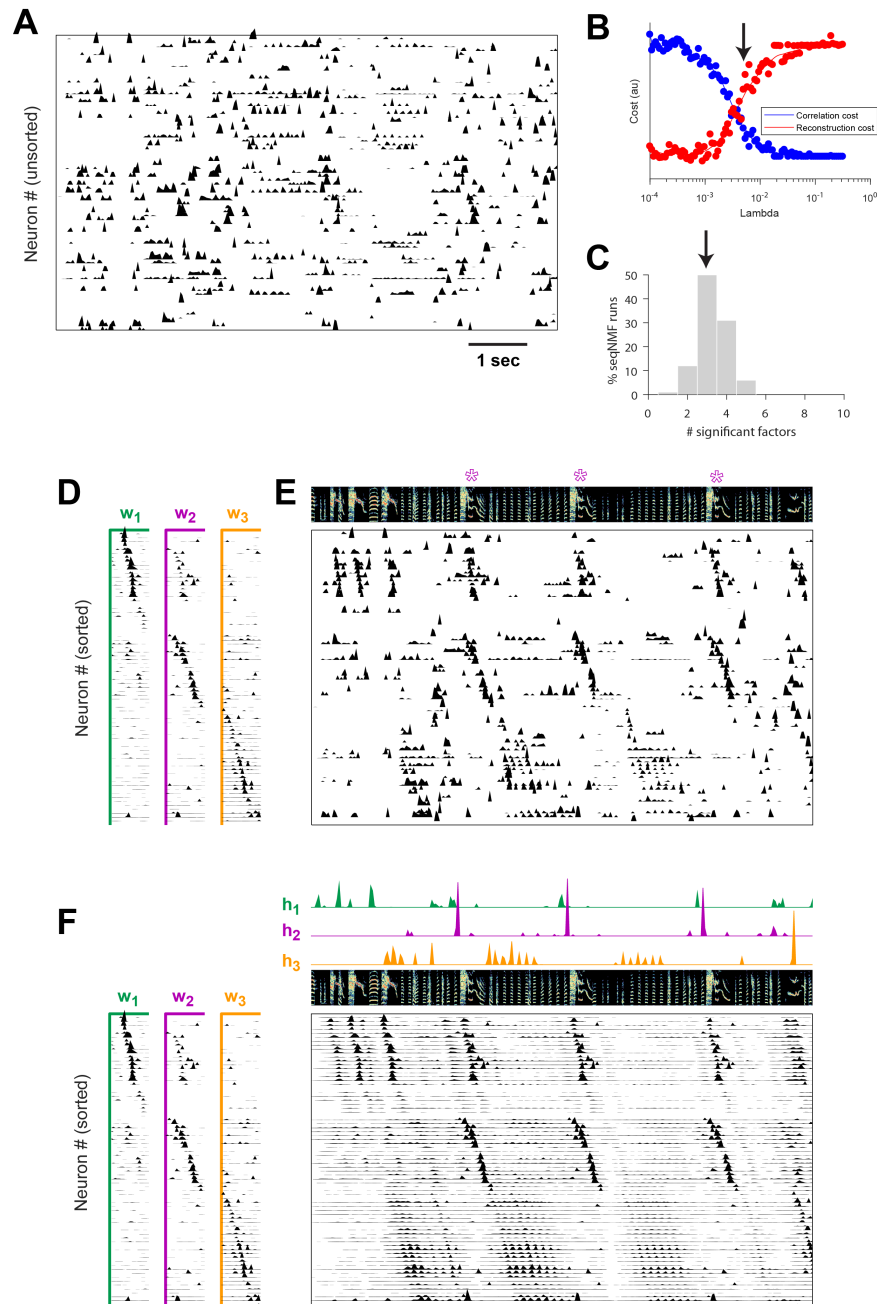 A
Neuron # (unsorted)
1 sec
B
Cost (au)
Correlation cost
Reconstruction cost
10⁻⁴ 10⁻³ 10⁻² 10⁻¹ 10⁰
Lambda
C
% seqNMF runs
50
40
30
20
10
0
0 2 4 6 8 10
# significant factors
D
w₁ w₂ w₃
Neuron # (sorted)
E
* * *
F
h₁
h₂
h₃
w₁ w₂ w₃
Neuron # (sorted)